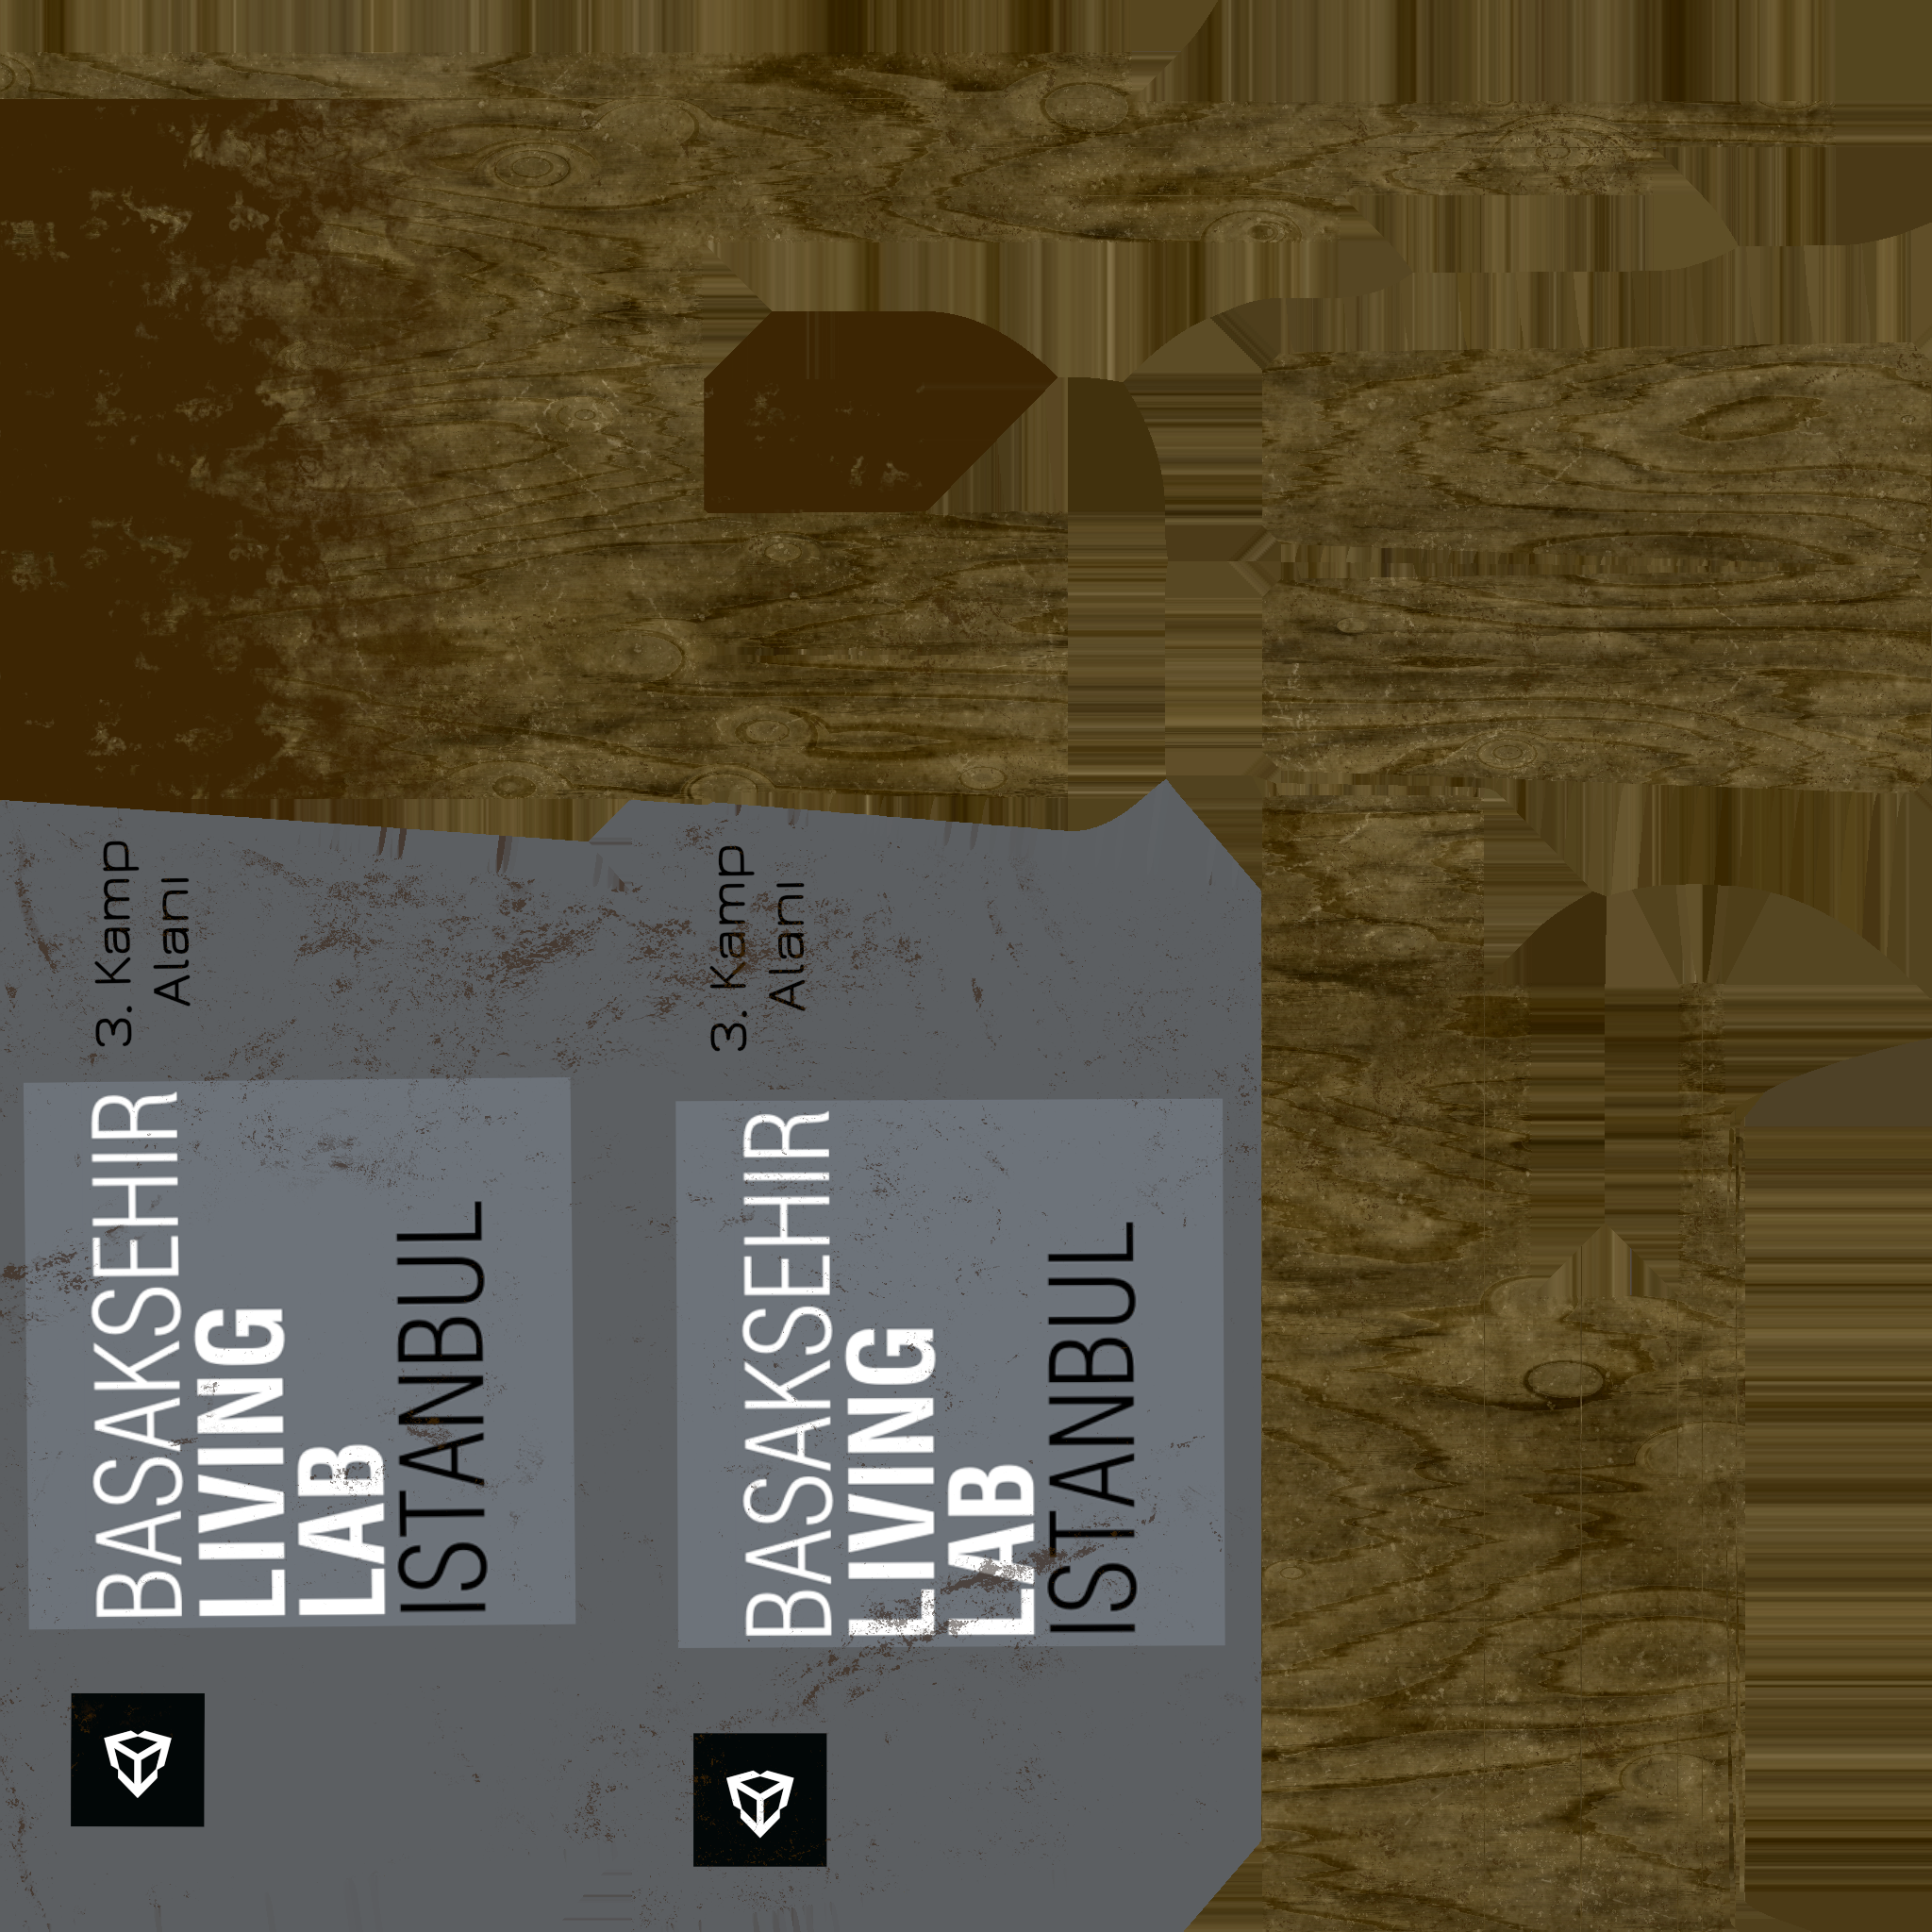 3. Kamp
Alanı
BASAKSEHIR
LIVING
LAB
ISTANBUL
3. Kamp
Alanı
BASAKSEHIR
LIVING
LAB
ISTANBUL